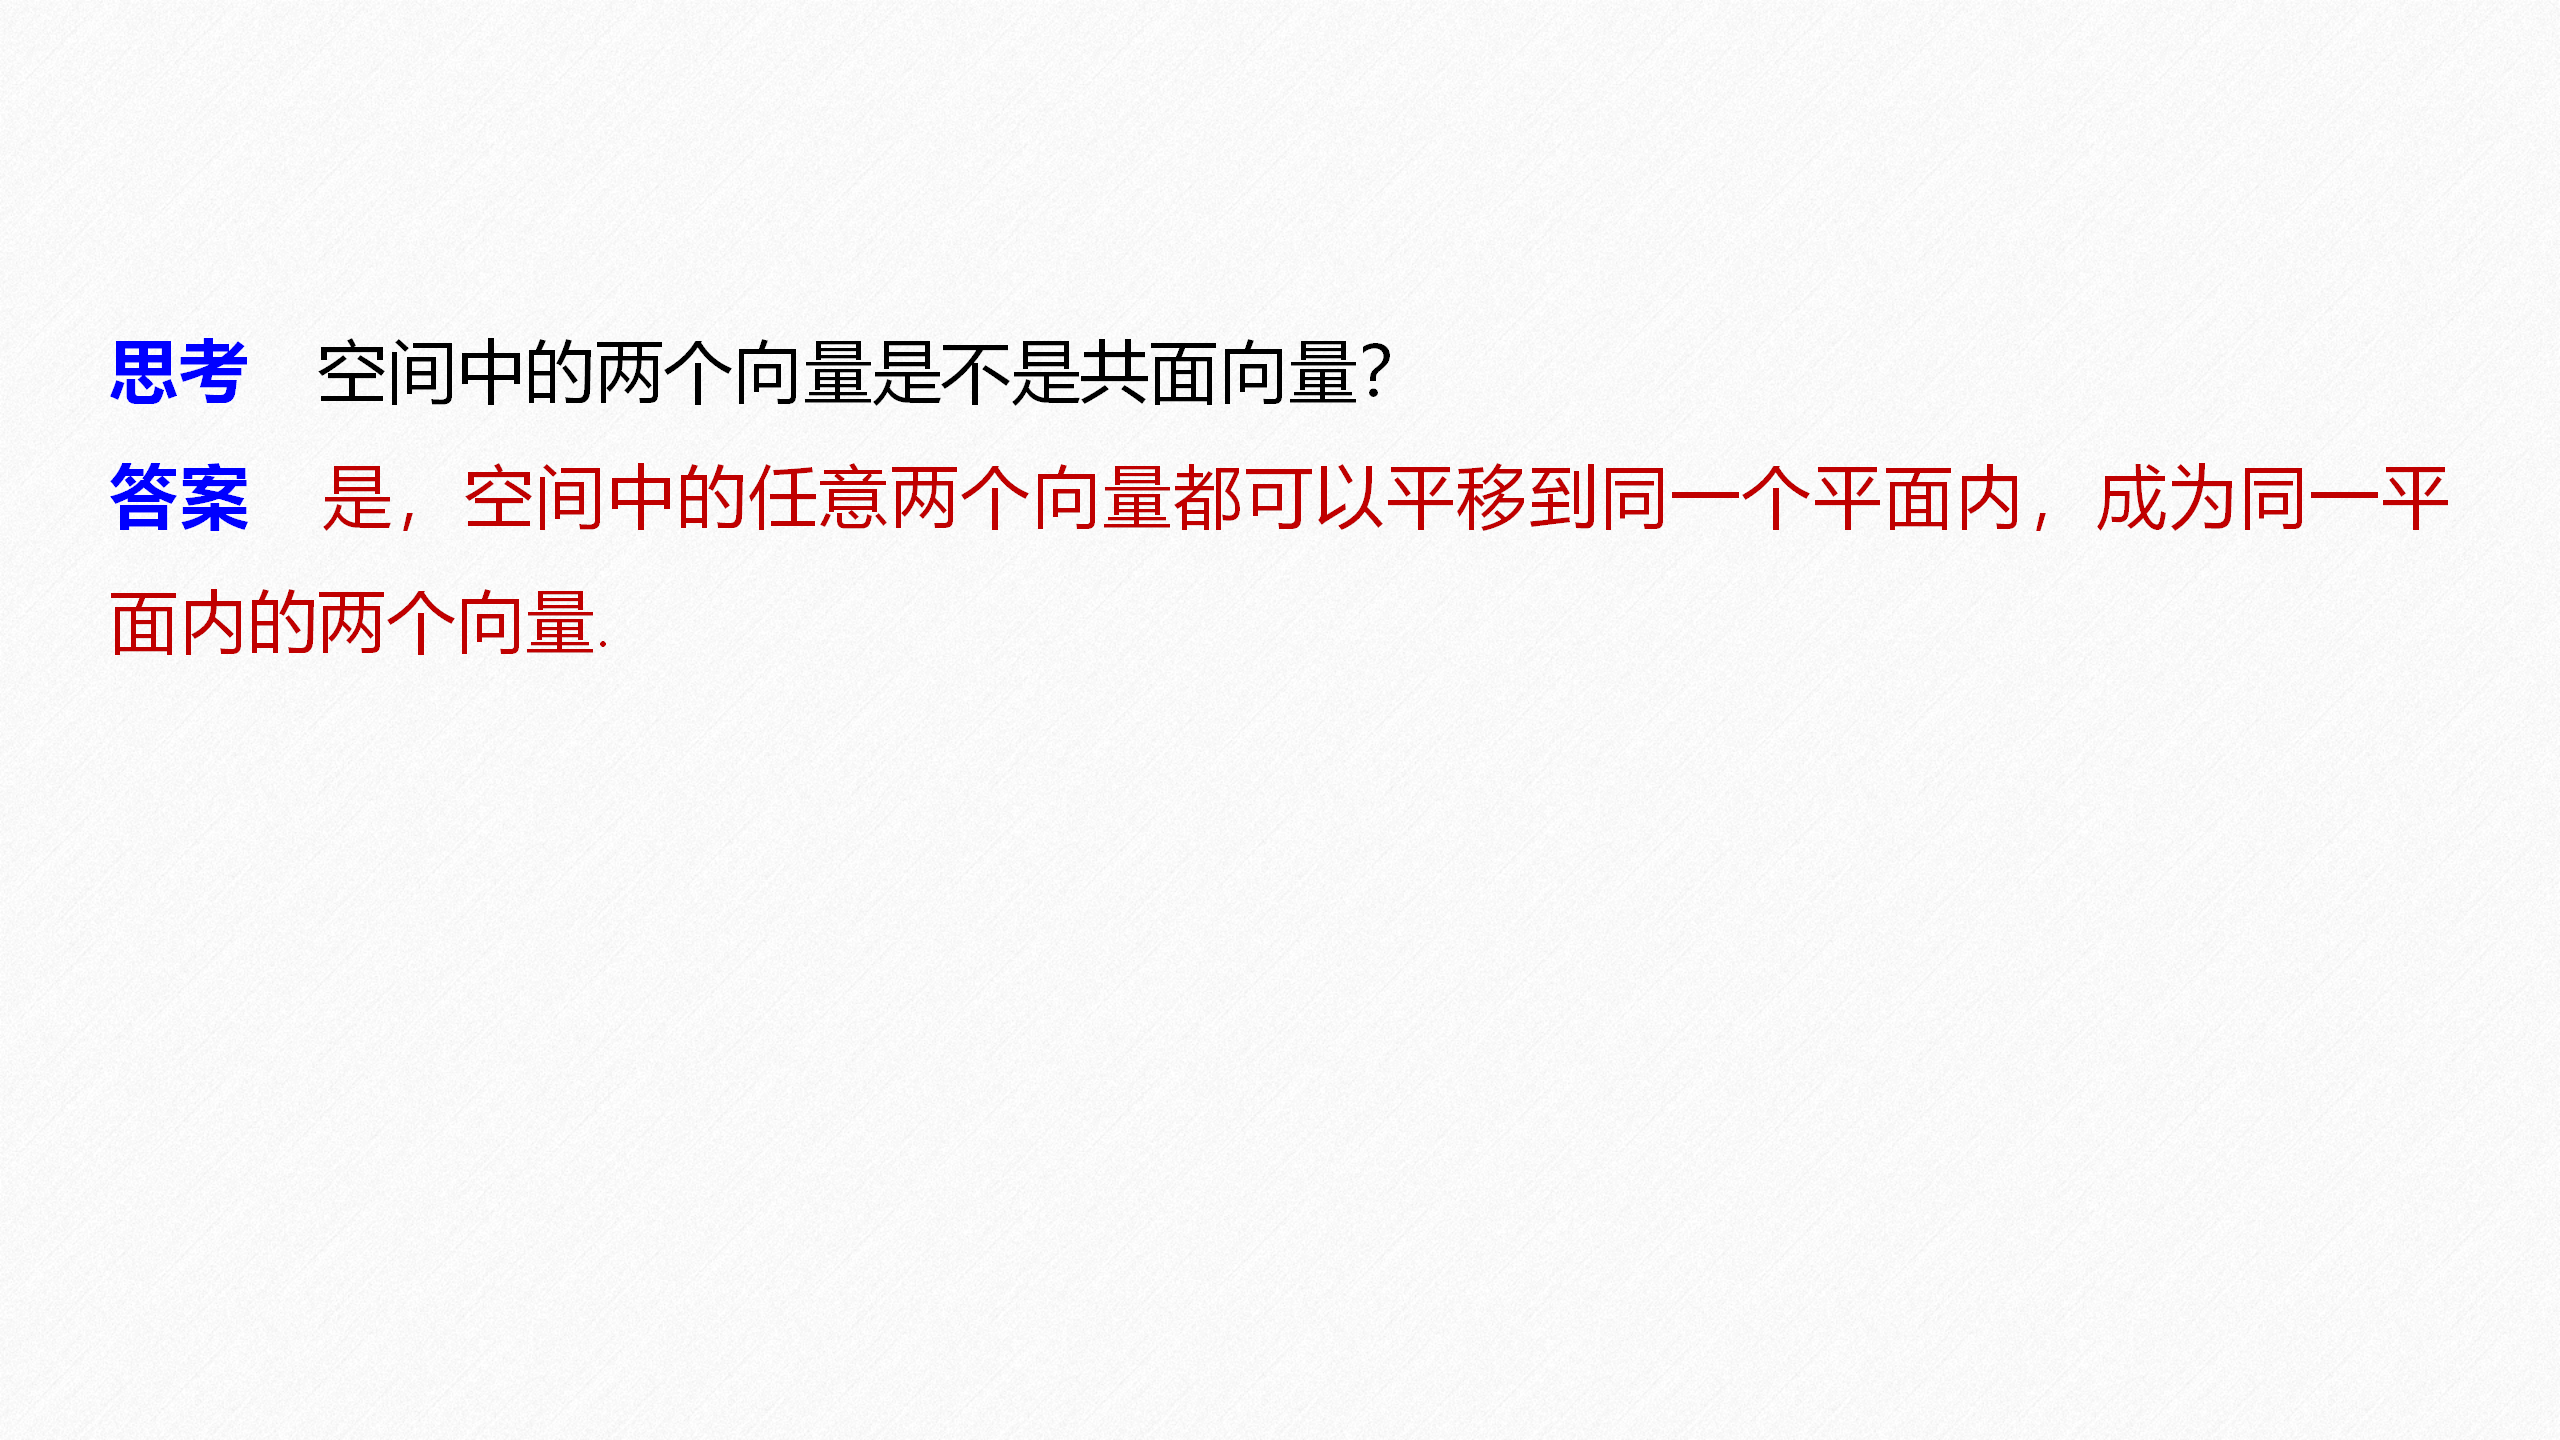 思考　空间中的两个向量是不是共面向量？
答案　是，空间中的任意两个向量都可以平移到同一个平面内，成为同一平
面内的两个向量.